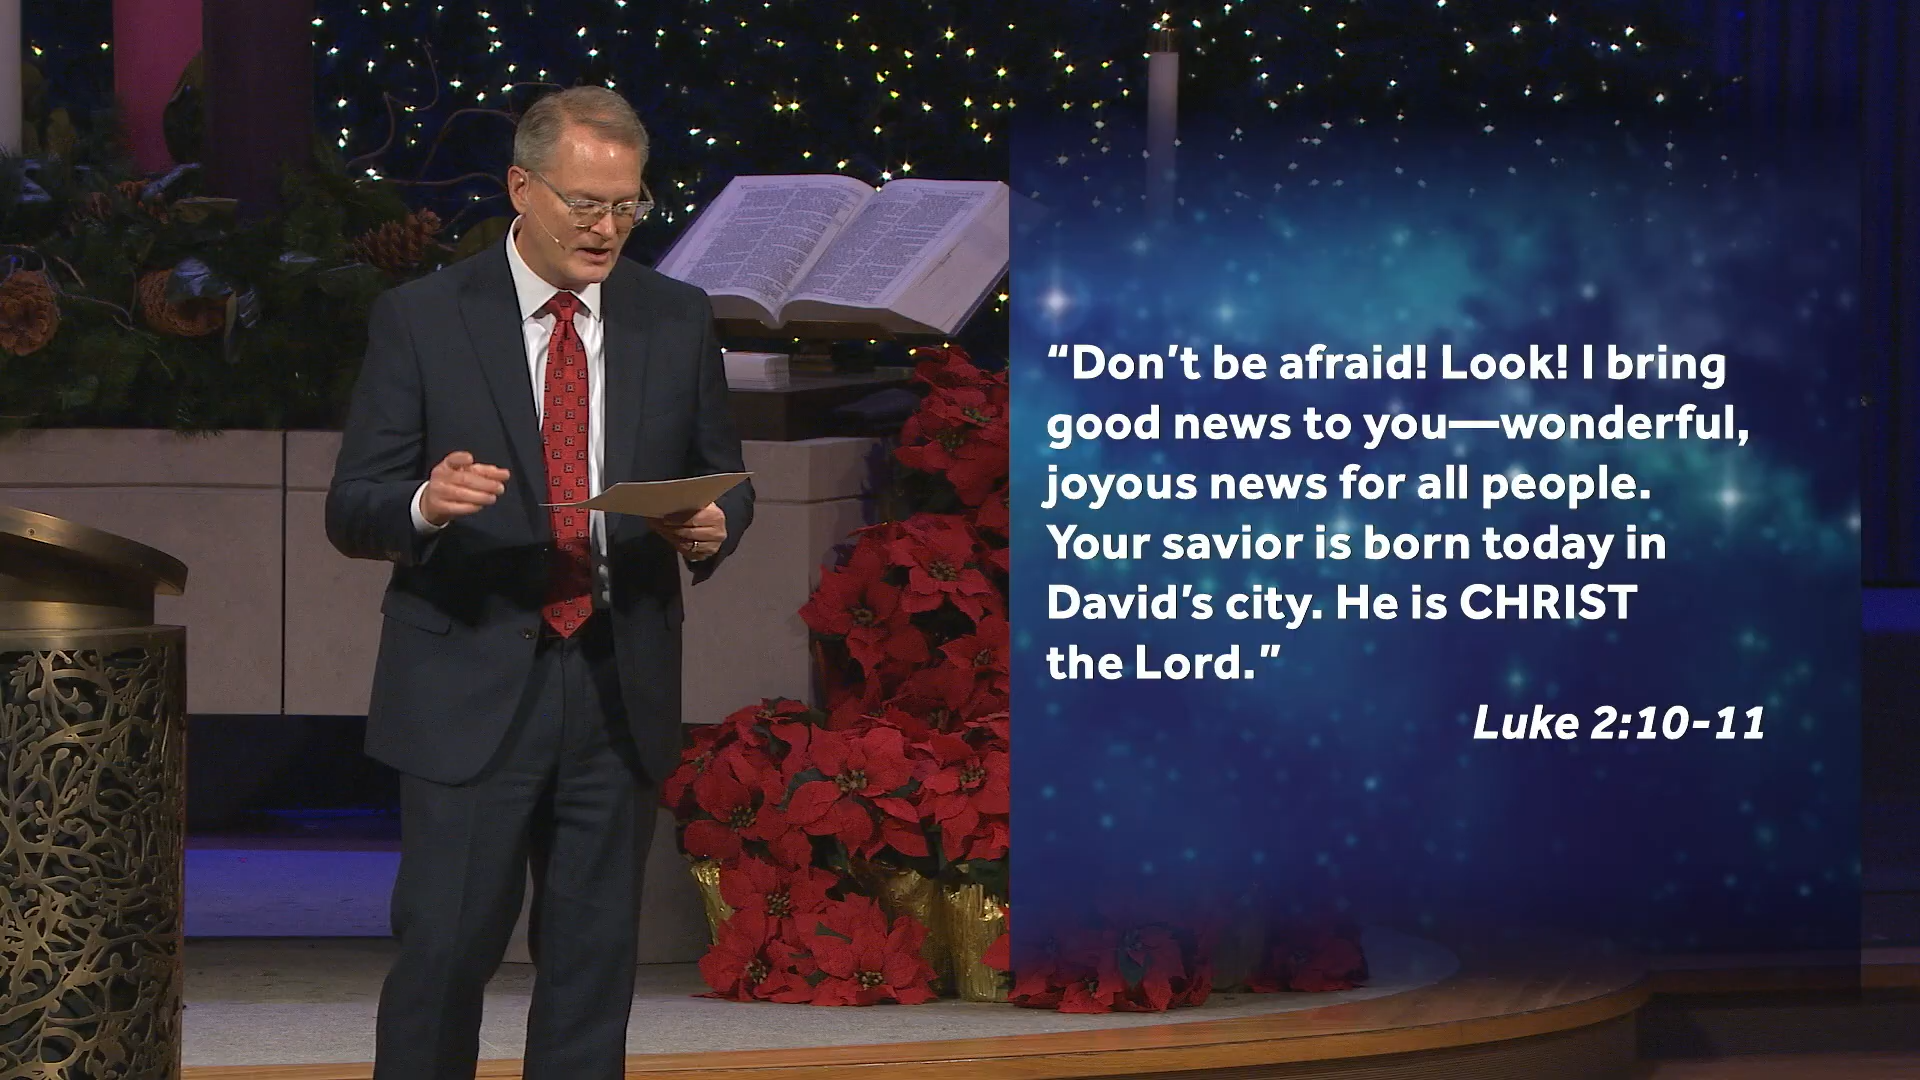 “Don’t be afraid! Look! I bring
good news to you—wonderful,
joyous news for all people.
Your savior is born today in
David’s city. He is CHRIST
the Lord.”
Luke 2:10-11